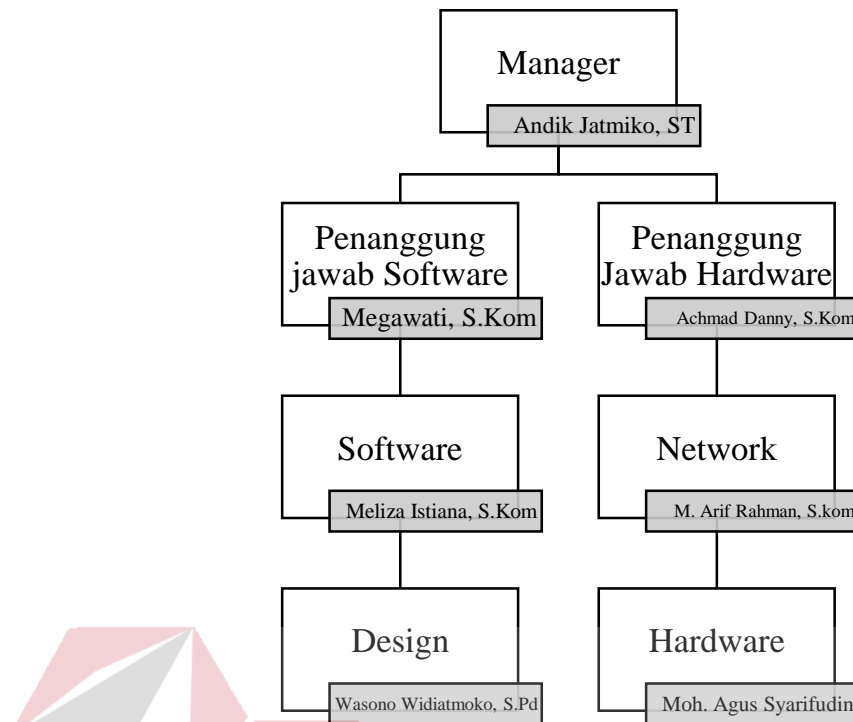 Manager
Andik Jatmiko, ST
Penanggung
jawab Software
Megawati, S.Kom
Penanggung
Jawab Hardware
Achmad Danny, S.Kom
Software
Meliza Istiana, S.Kom
Network
M. Arif Rahman, S.kom
Design
Wasono Widiatmoko, S.Pd
Hardware
Moh. Agus Syarifudin